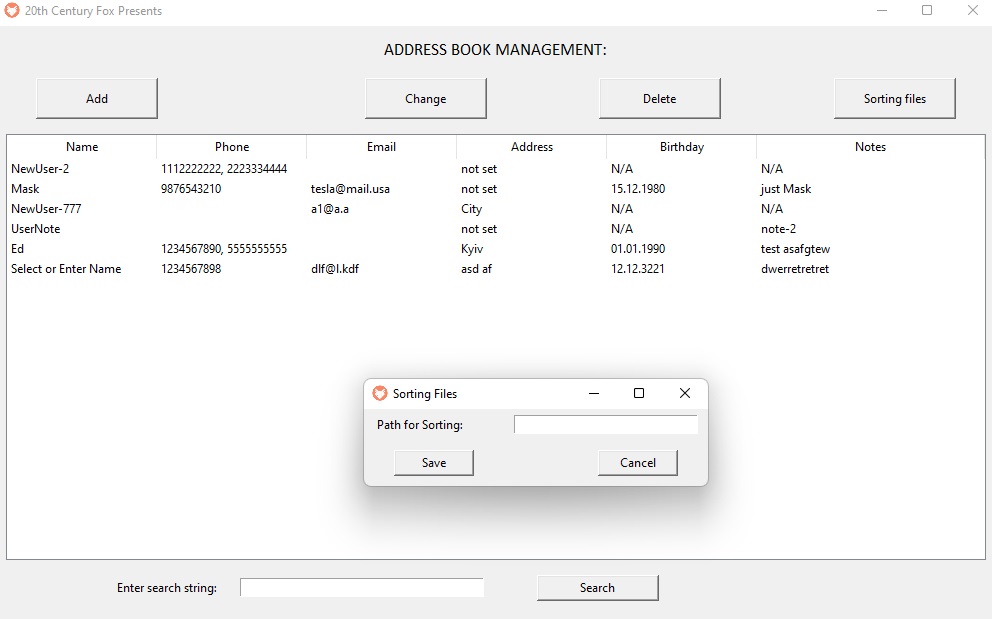 20th Century Fox Presents
ADDRESS BOOK MANAGEMENT:
Add Change Delete Sorting files
Name Phone Email Address Birthday Notes
NewUser-2 1112222222, 2223334444 not set N/A N/A
Mask 9876543210 tesla@mail.usa not set 15.12.1980 just Mask
NewUser-777 a1@a.a City N/A N/A
UserNote not set N/A note-2
Ed 1234567890, 5555555555 Kyiv 01.01.1990 test asafgtew
Select or Enter Name 1234567898 dlf@l.kdf asd af 12.12.3221 dwerretretret
Sorting Files
Path for Sorting:
Save Cancel
Enter search string: Search